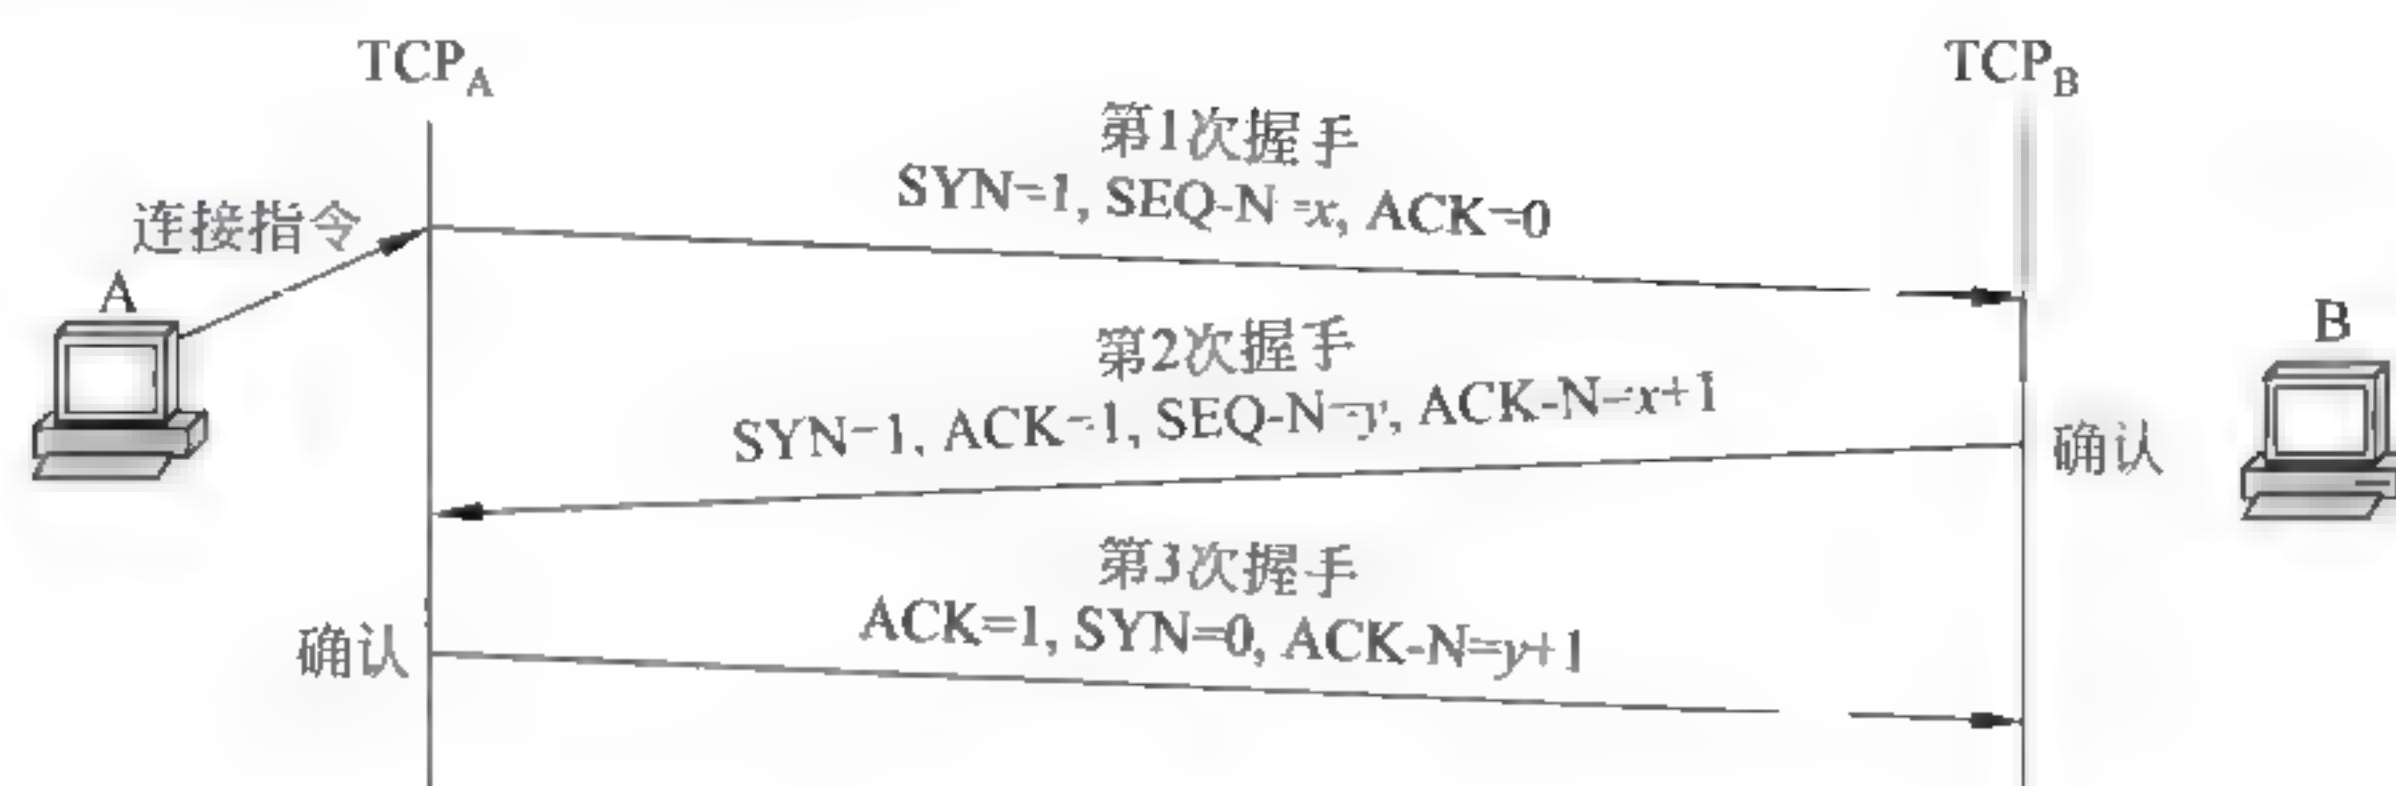 TCPA
TCPB
第1次握手
SYN=1, SEQ-N=x, ACK=0
连接指令
A
第2次握手
SYN=1, ACK=1, SEQ-N=y, ACK-N=x+1
B
确认
第3次握手
ACK=1, SYN=0, ACK-N=y+1
确认